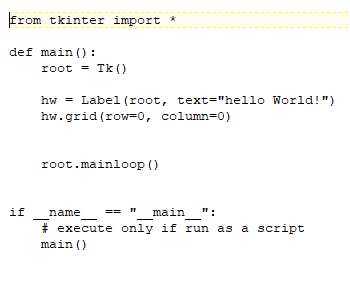 from tkinter import *
def main():
    root = Tk()
    hw = Label(root, text="hello World!")
    hw.grid(row=0, column=0)
    root.mainloop()
if __name__ == "__main__":
    # execute only if run as a script
    main()